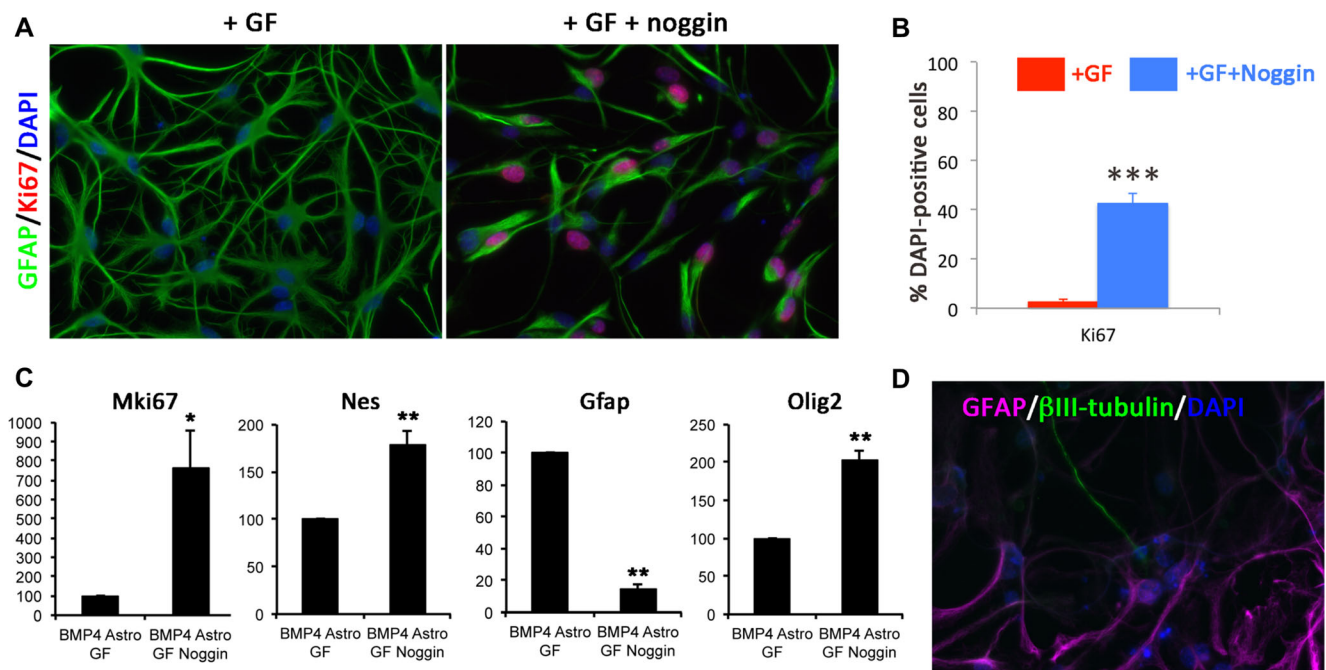 A
+ GF
+ GF + noggin
GFAP/Ki67/DAPI
B
% DAPI-positive cells
100
80
60
40
20
0
+GF
+GF+Noggin
***
Ki67
C
Mki67
1000
900
800
700
600
500
400
300
200
100
0
*
BMP4 Astro
GF
BMP4 Astro
GF Noggin
Nes
200
150
100
50
0
**
BMP4 Astro
GF
BMP4 Astro
GF Noggin
Gfap
120
100
80
60
40
20
0
**
BMP4 Astro
GF
BMP4 Astro
GF Noggin
Olig2
250
200
150
100
50
0
**
BMP4 Astro
GF
BMP4 Astro
GF Noggin
D
GFAP/βIII-tubulin/DAPI